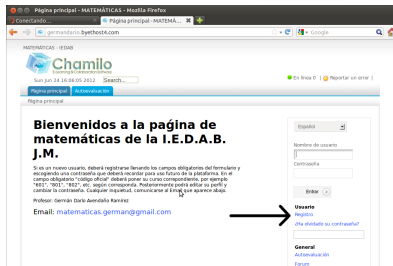 Página principal - MATEMÁTICAS - Mozilla Firefox
Conectando...
Página principal - MATEMÁ...
germandario.byethost4.com
Google
MATEMÁTICAS - IEDAB
Chamilo
E-Learning & Collaboration Software
Sun Jun 24 16:08:05 2012
Search...
En línea 0 | Reportar un error |
Página principal
Autoevaluación
Página principal
Bienvenidos a la pagína de
matemáticas de la I.E.D.A.B.
J.M.
Si es un nuevo usuario, deberá registrarse llenando los campos obligatorios del formulario y
escogiendo una contraseña que deberá recordar para uso futuro de la plataforma. En el
campo obligatorio "código oficial" deberá poner su curso correpondiente, por ejemplo
"601", "801", "802", etc. según corresponda. Posteriormente podrá editar su perfil y
cambiar la contraseña. Cualquier inquietud, comunicarse al Email que aparece abajo.
Profesor: Germán Darío Avendaño Ramírez
Email: matematicas.german@gmail.com
Español
Nombre de usuario
Contraseña
Entrar
Usuario
Registro
¿Ha olvidado su contraseña?
General
Autoevaluación
Forum